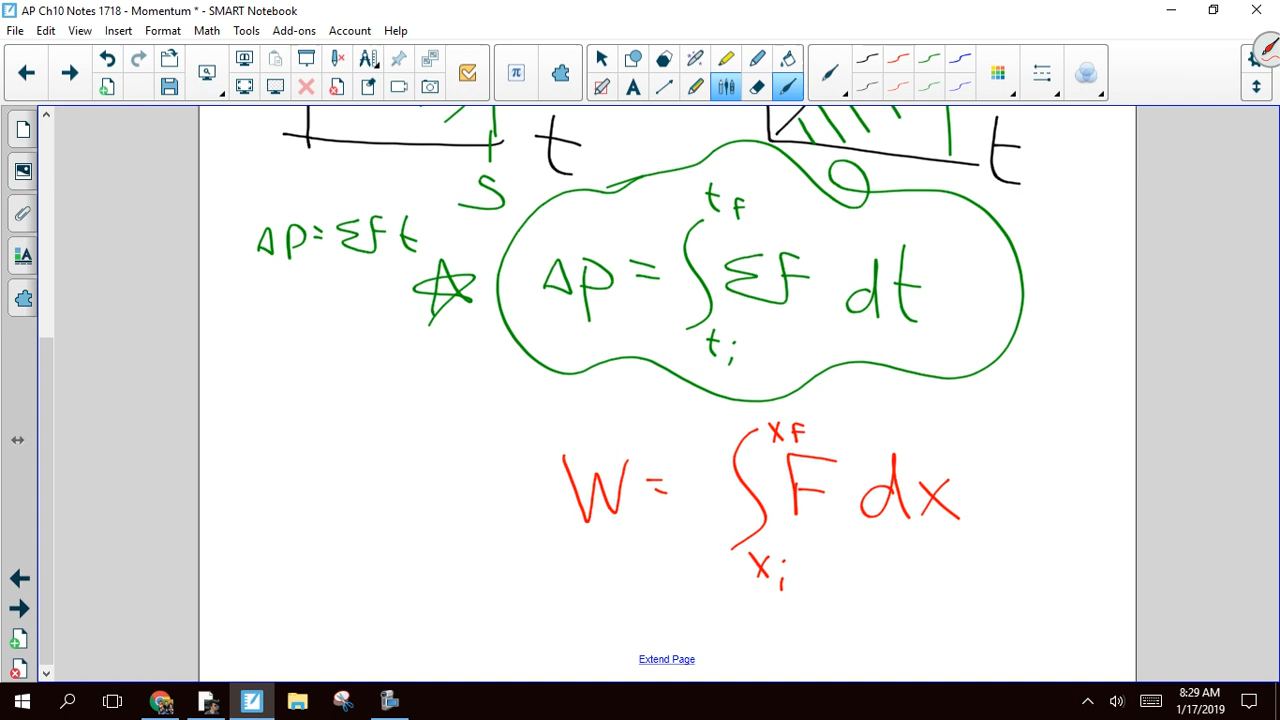 AP Ch10 Notes 1718 - Momentum * - SMART Notebook
File Edit View Insert Format Math Tools Add-ons Account Help
t
t
5
Δp = ΣF t
Δp = ∫ti^tF ΣF dt
W = ∫xi^xF F dx
Extend Page
8:29 AM
1/17/2019